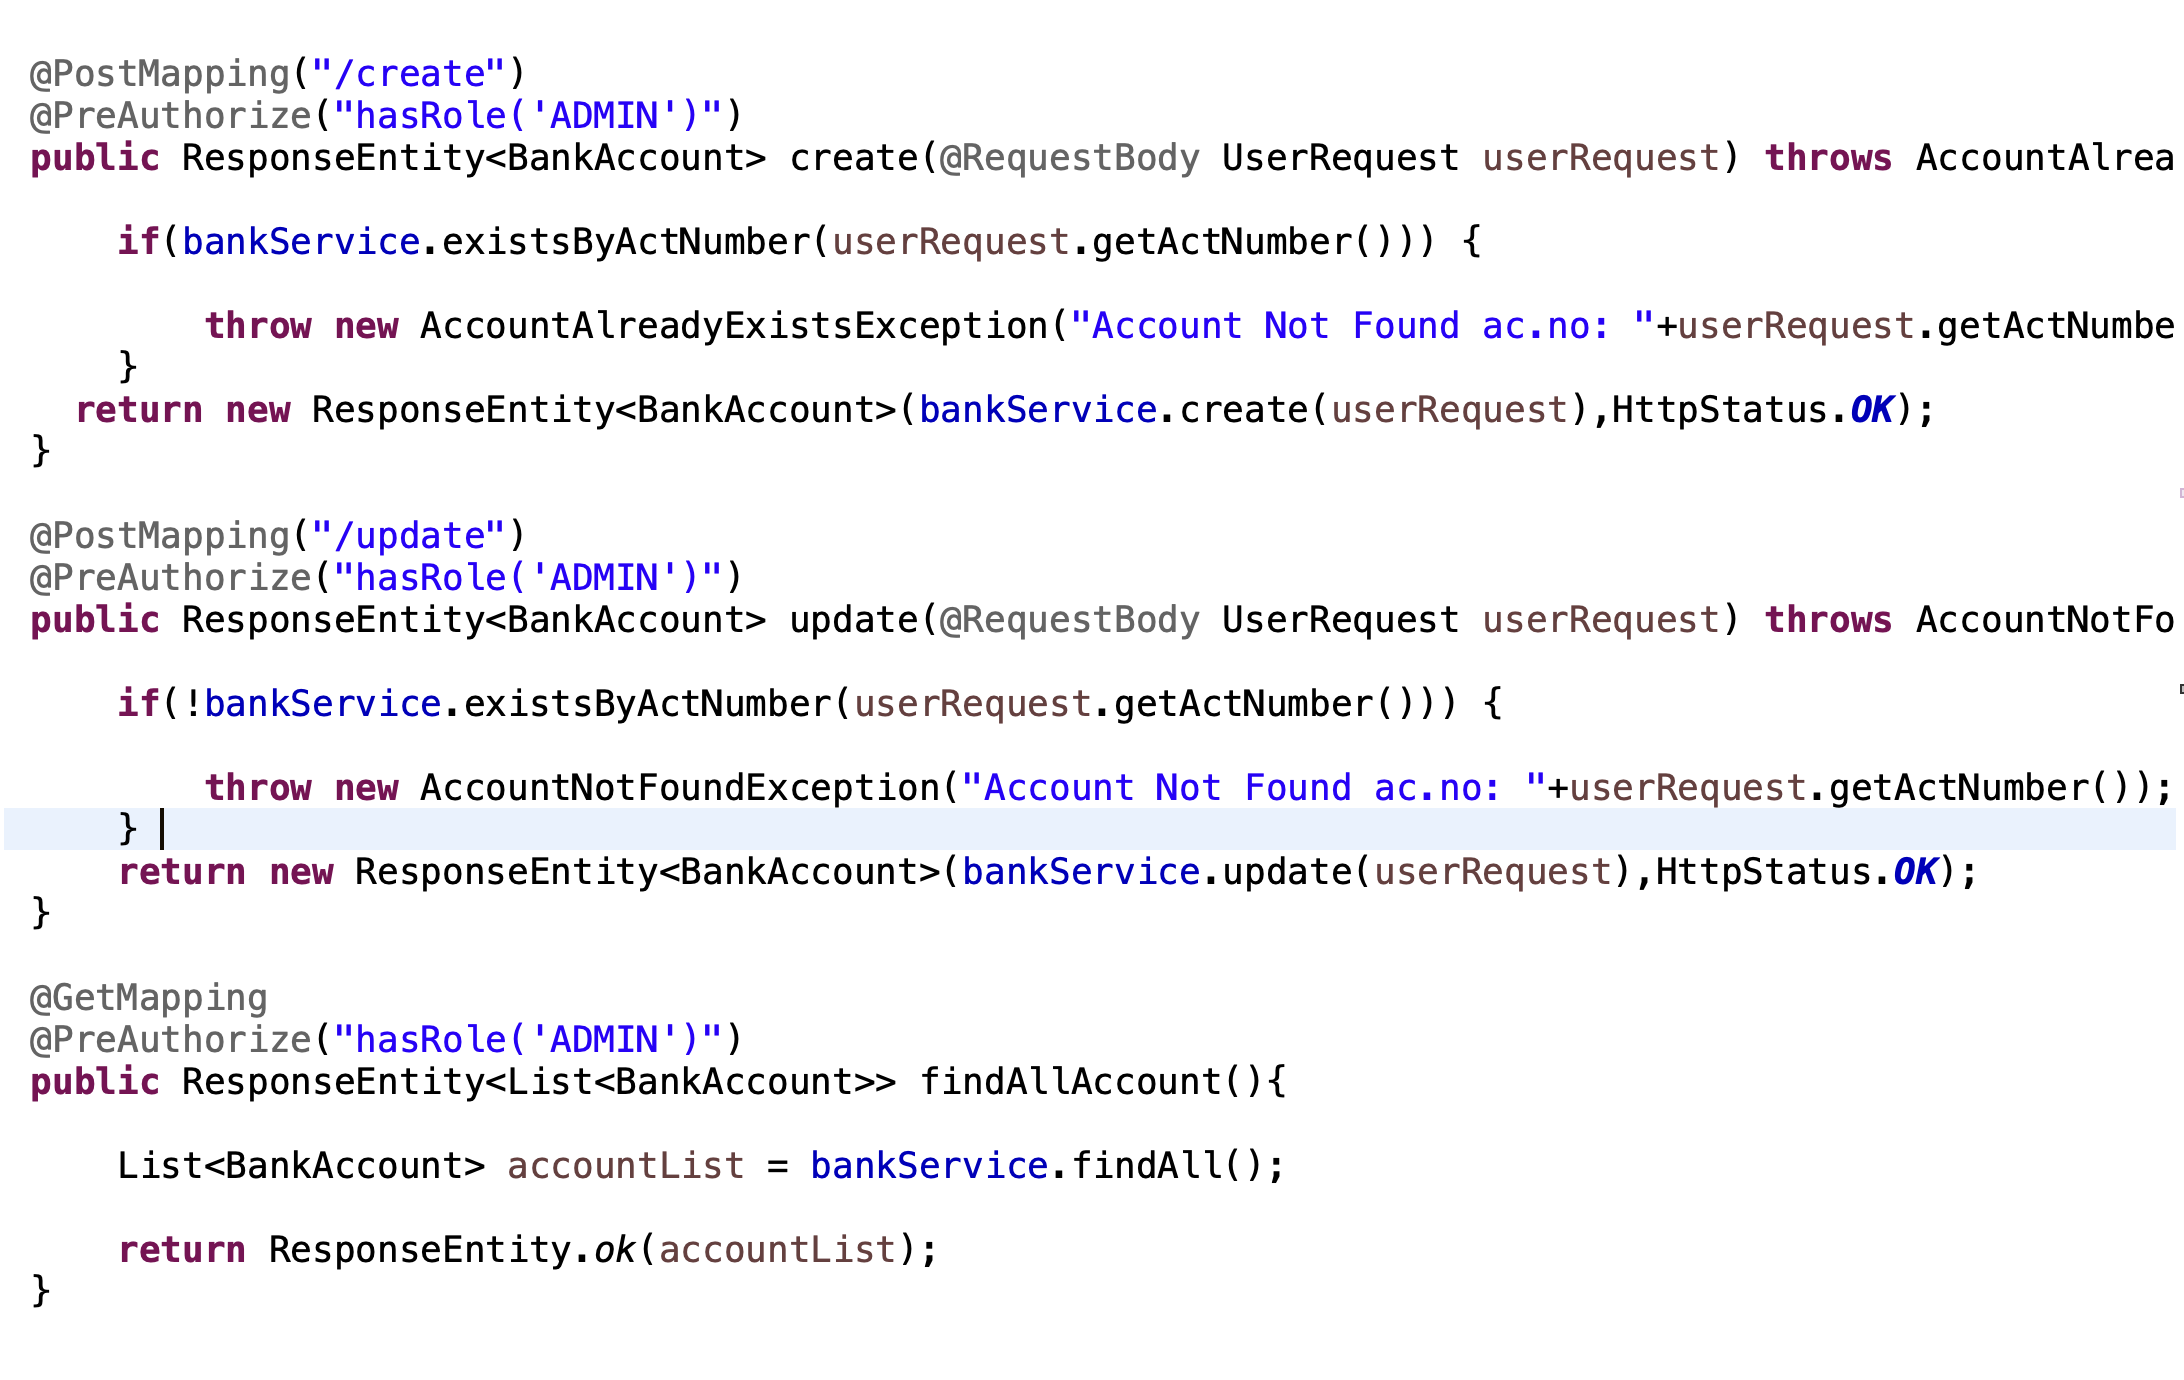 @PostMapping("/create")
@PreAuthorize("hasRole('ADMIN')")
public ResponseEntity<BankAccount> create(@RequestBody UserRequest userRequest) throws AccountAlrea
if(bankService.existsByActNumber(userRequest.getActNumber())) {
throw new AccountAlreadyExistsException("Account Not Found ac.no: "+userRequest.getActNumbe
}
return new ResponseEntity<BankAccount>(bankService.create(userRequest),HttpStatus.OK);
}
@PostMapping("/update")
@PreAuthorize("hasRole('ADMIN')")
public ResponseEntity<BankAccount> update(@RequestBody UserRequest userRequest) throws AccountNotFo
if(!bankService.existsByActNumber(userRequest.getActNumber())) {
throw new AccountNotFoundException("Account Not Found ac.no: "+userRequest.getActNumber());
}
return new ResponseEntity<BankAccount>(bankService.update(userRequest),HttpStatus.OK);
}
@GetMapping
@PreAuthorize("hasRole('ADMIN')")
public ResponseEntity<List<BankAccount>> findAllAccount(){
List<BankAccount> accountList = bankService.findAll();
return ResponseEntity.ok(accountList);
}